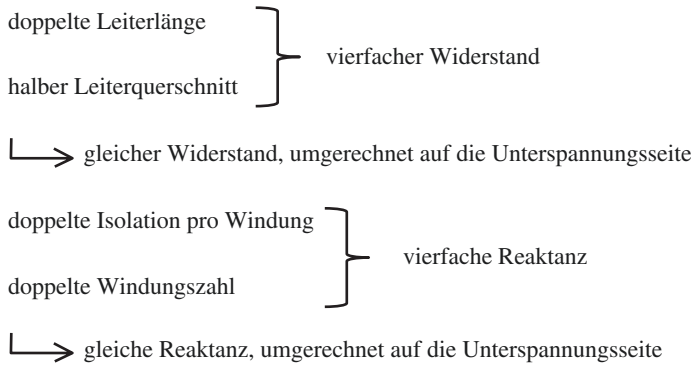 doppelte Leiterlänge
vierfacher Widerstand
halber Leiterquerschnitt
gleicher Widerstand, umgerechnet auf die Unterspannungsseite
doppelte Isolation pro Windung
vierfache Reaktanz
doppelte Windungszahl
gleiche Reaktanz, umgerechnet auf die Unterspannungsseite